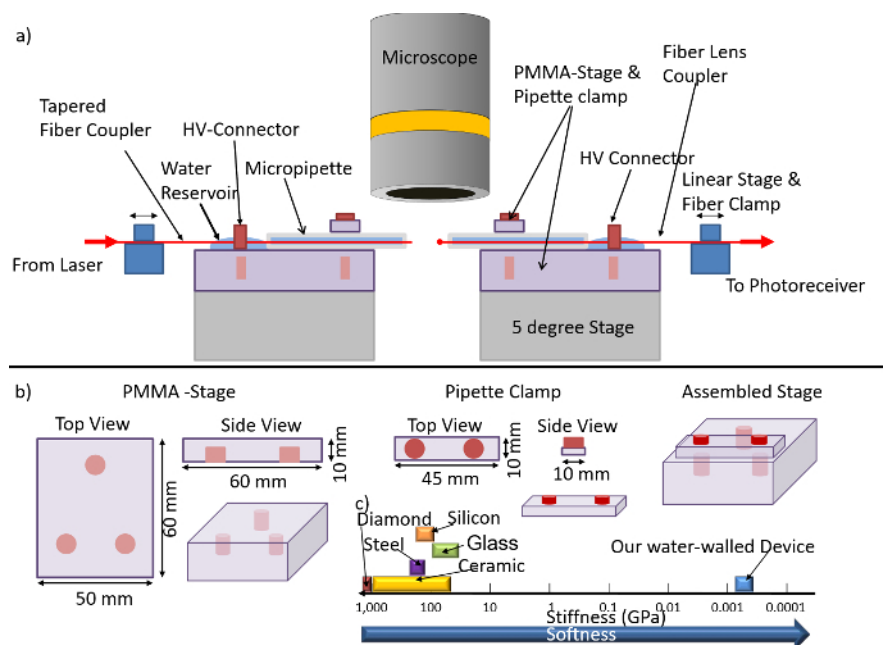 a)
Microscope
PMMA-Stage &
Pipette clamp
Fiber Lens
Coupler
Tapered
Fiber Coupler
HV-Connector
Water
Reservoir
Micropipette
HV Connector
Linear Stage &
Fiber Clamp
From Laser
To Photoreceiver
5 degree Stage
b)
PMMA -Stage
Pipette Clamp
Assembled Stage
Top View
Side View
Top View
Side View
10 mm
60 mm
60 mm
50 mm
10 mm
45 mm
10 mm
c)
Diamond
Silicon
Steel
Glass
Ceramic
Our water-walled Device
1,000 100 10 1 0.1 0.01 0.001 0.0001
Stiffness (GPa)
Softness